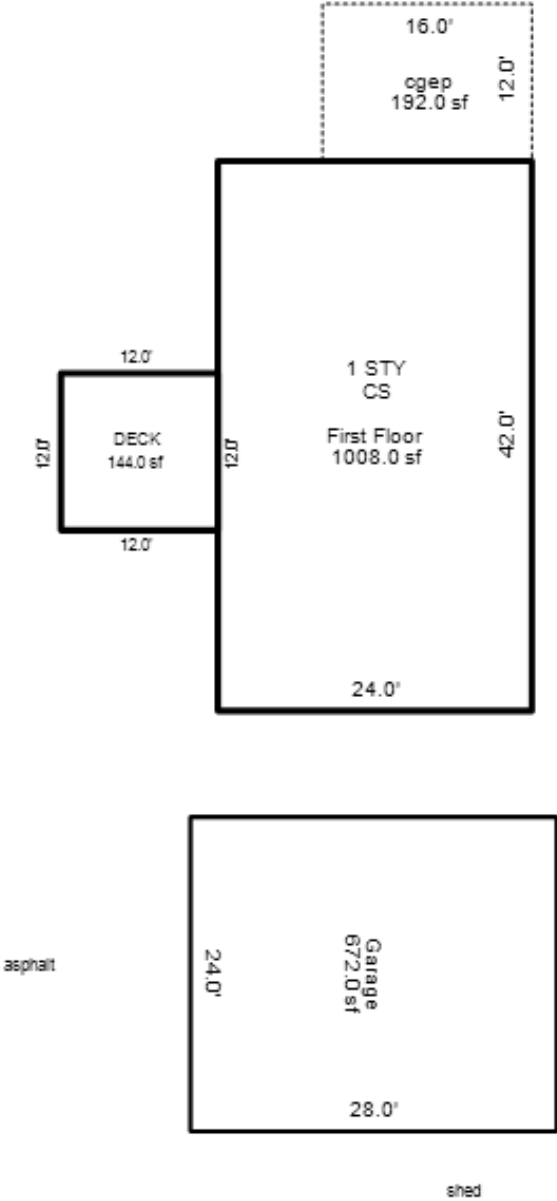 16.0'
cgep
192.0 sf
12.0'
12.0'
1 STY
CS
First Floor
1008.0 sf
42.0'
12.0'
DECK
144.0 sf
12.0'
12.0'
24.0'
asphalt
24.0'
Garage
672.0 sf
28.0'
shed